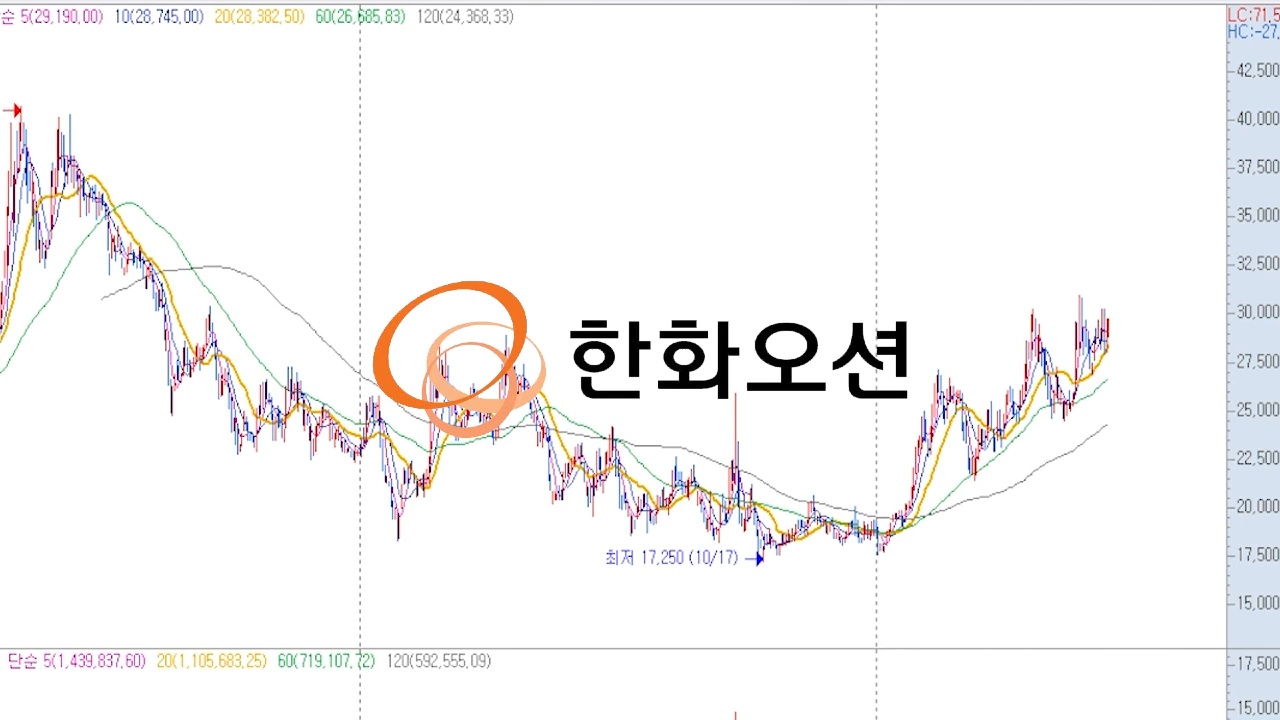 순 5(29,190,00) 10(28,745,00) 20(28,382,50) 60(26,685,83) 120(24,368,33)
LC:71,5
HC:-27,
42,500
40,000
37,500
35,000
32,500
30,000
한화오션
27,500
25,000
22,500
20,000
최저 17,250 (10/17)
17,500
15,000
단순 5(1,439,837,60) 20(1,105,683,25) 60(719,107,72) 120(592,555,09)
17,500
15,000